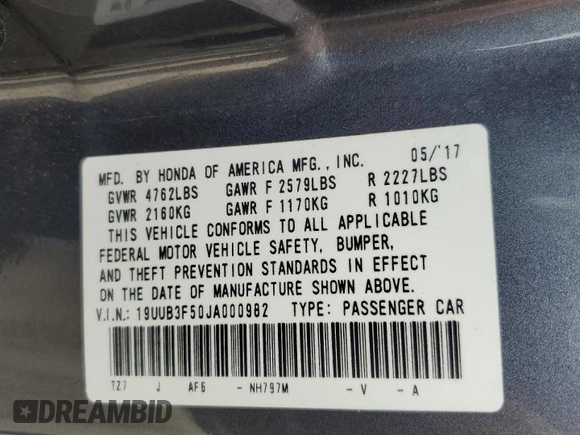 MFD. BY HONDA OF AMERICA MFG., INC. 05/'17
GVWR 4762LBS GAWR F 2579LBS R 2227LBS
GVWR 2160KG GAWR F 1170KG R 1010KG
THIS VEHICLE CONFORMS TO ALL APPLICABLE
FEDERAL MOTOR VEHICLE SAFETY, BUMPER,
AND THEFT PREVENTION STANDARDS IN EFFECT
ON THE DATE OF MANUFACTURE SHOWN ABOVE.
V.I.N.: 19UUB3F50JA000982 TYPE: PASSENGER CAR
T27 J AF6 - NH797M - V - A
DREAMBID